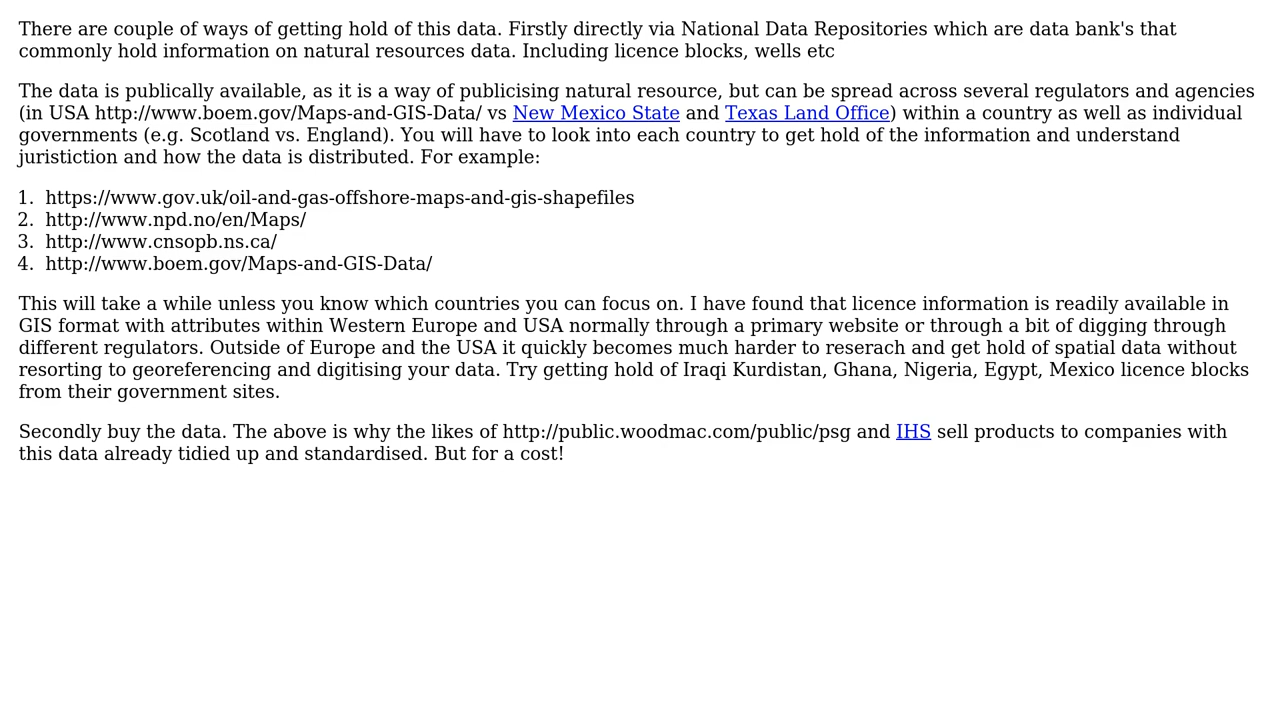 There are couple of ways of getting hold of this data. Firstly directly via National Data Repositories which are data bank's that
commonly hold information on natural resources data. Including licence blocks, wells etc
The data is publically available, as it is a way of publicising natural resource, but can be spread across several regulators and agencies
(in USA http://www.boem.gov/Maps-and-GIS-Data/ vs New Mexico State and Texas Land Office) within a country as well as individual
governments (e.g. Scotland vs. England). You will have to look into each country to get hold of the information and understand
juristiction and how the data is distributed. For example:
1. https://www.gov.uk/oil-and-gas-offshore-maps-and-gis-shapefiles
2. http://www.npd.no/en/Maps/
3. http://www.cnsopb.ns.ca/
4. http://www.boem.gov/Maps-and-GIS-Data/
This will take a while unless you know which countries you can focus on. I have found that licence information is readily available in
GIS format with attributes within Western Europe and USA normally through a primary website or through a bit of digging through
different regulators. Outside of Europe and the USA it quickly becomes much harder to reserach and get hold of spatial data without
resorting to georeferencing and digitising your data. Try getting hold of Iraqi Kurdistan, Ghana, Nigeria, Egypt, Mexico licence blocks
from their government sites.
Secondly buy the data. The above is why the likes of http://public.woodmac.com/public/psg and IHS sell products to companies with
this data already tidied up and standardised. But for a cost!